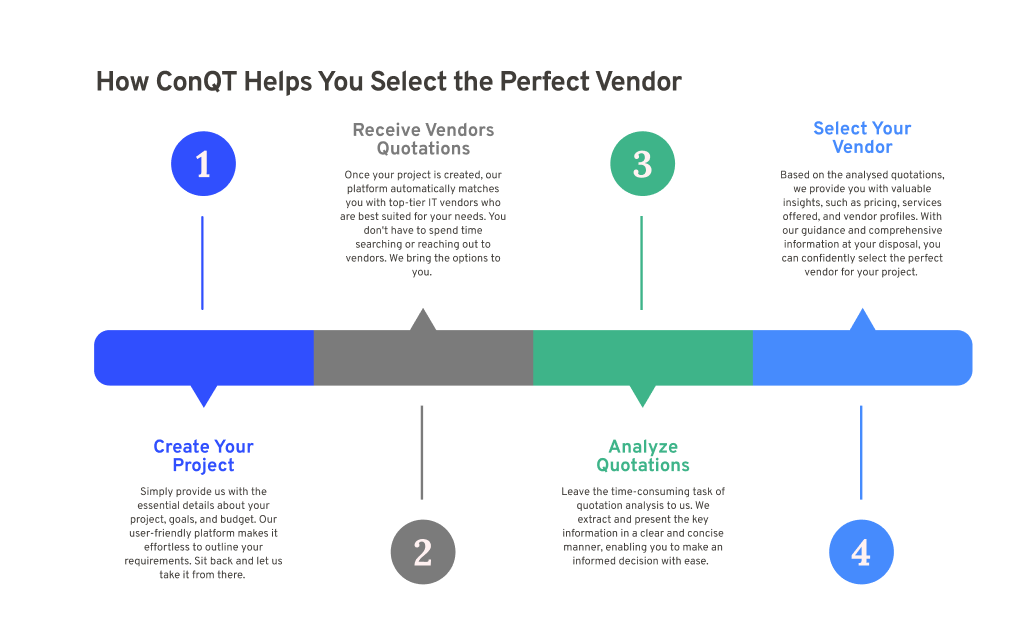 How ConQT Helps You Select the Perfect Vendor
1
Create Your
Project
Simply provide us with the
essential details about your
project, goals, and budget. Our
user-friendly platform makes it
effortless to outline your
requirements. Sit back and let us
take it from there.
Receive Vendors
Quotations
Once your project is created, our
platform automatically matches
you with top-tier IT vendors who
are best suited for your needs. You
don't have to spend time
searching or reaching out to
vendors. We bring the options to
you.
2
3
Analyze
Quotations
Leave the time-consuming task of
quotation analysis to us. We
extract and present the key
information in a clear and concise
manner, enabling you to make an
informed decision with ease.
Select Your
Vendor
Based on the analysed quotations,
we provide you with valuable
insights, such as pricing, services
offered, and vendor profiles. With
our guidance and comprehensive
information at your disposal, you
can confidently select the perfect
vendor for your project.
4